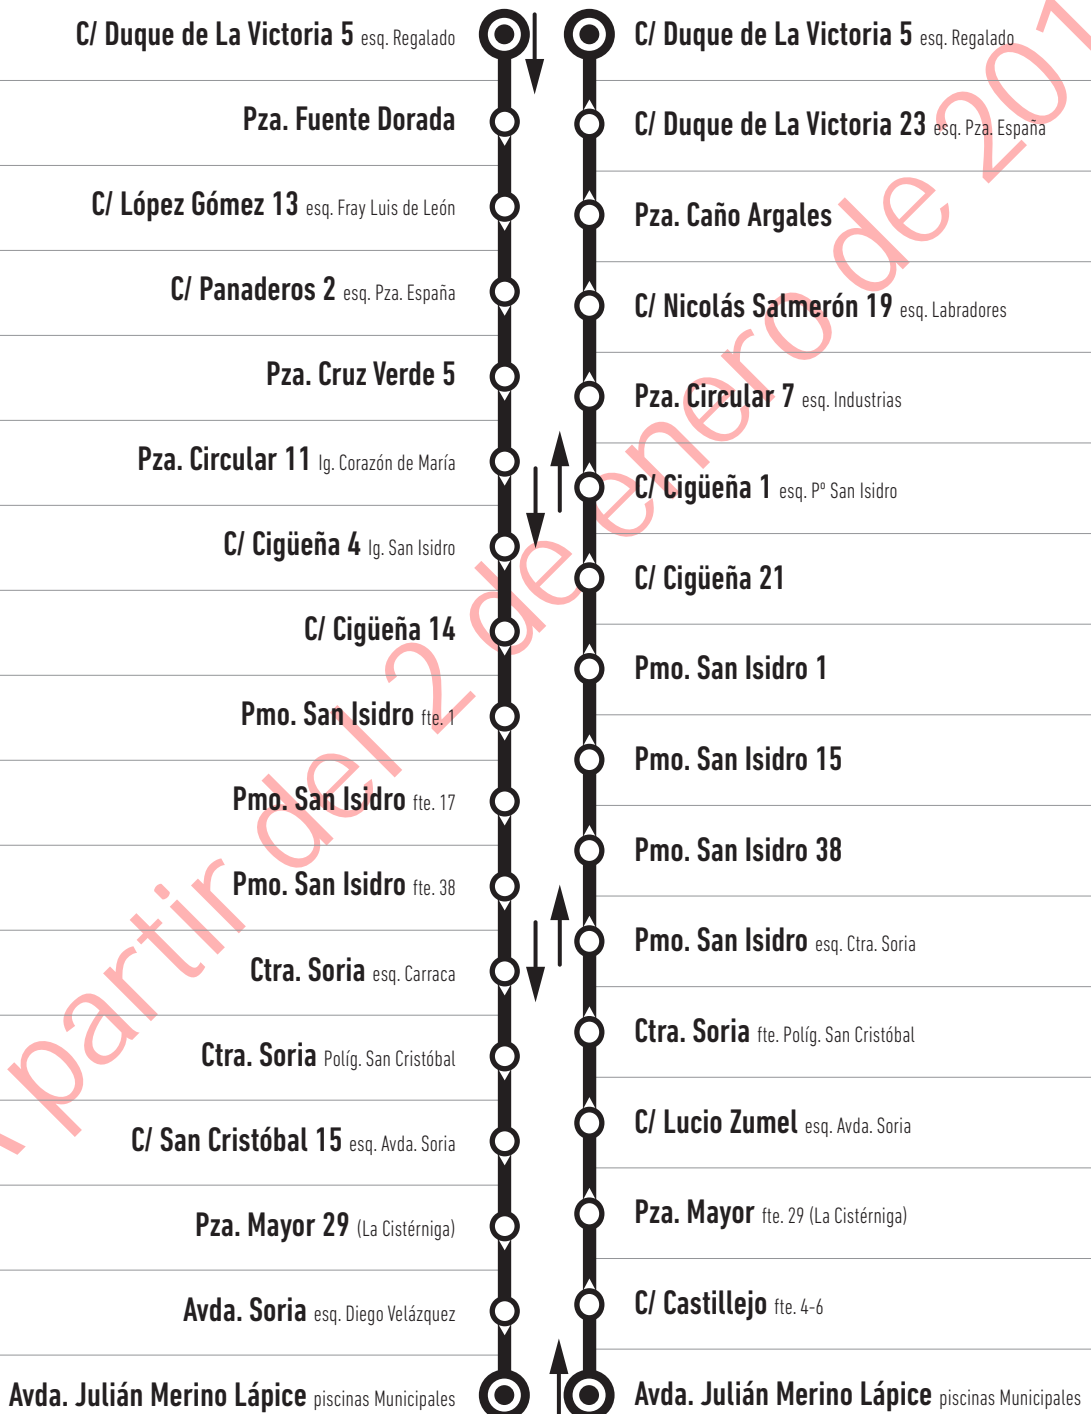 C/ Duque de La Victoria 5 esq. Regalado
Pza. Fuente Dorada
C/ López Gómez 13 esq. Fray Luis de León
C/ Panaderos 2 esq. Pza. España
Pza. Cruz Verde 5
Pza. Circular 11 Ig. Corazón de María
C/ Cigüeña 4 Ig. San Isidro
C/ Cigüeña 14
Pmo. San Isidro fte. 1
Pmo. San Isidro fte. 17
Pmo. San Isidro fte. 38
Ctra. Soria esq. Carraca
Ctra. Soria Políg. San Cristóbal
C/ San Cristóbal 15 esq. Avda. Soria
Pza. Mayor 29 (La Cistérniga)
Avda. Soria esq. Diego Velázquez
Avda. Julián Merino Lápice piscinas Municipales
C/ Duque de La Victoria 5 esq. Regalado
C/ Duque de La Victoria 23 esq. Pza. España
Pza. Caño Argales
C/ Nicolás Salmerón 19 esq. Labradores
Pza. Circular 7 esq. Industrias
C/ Cigüeña 1 esq. Pº San Isidro
C/ Cigüeña 21
Pmo. San Isidro 1
Pmo. San Isidro 15
Pmo. San Isidro 38
Pmo. San Isidro esq. Ctra. Soria
Ctra. Soria fte. Políg. San Cristóbal
C/ Lucio Zumel esq. Avda. Soria
Pza. Mayor fte. 29 (La Cistérniga)
C/ Castillejo fte. 4-6
Avda. Julián Merino Lápice piscinas Municipales
A partir del 2 de enero de 201